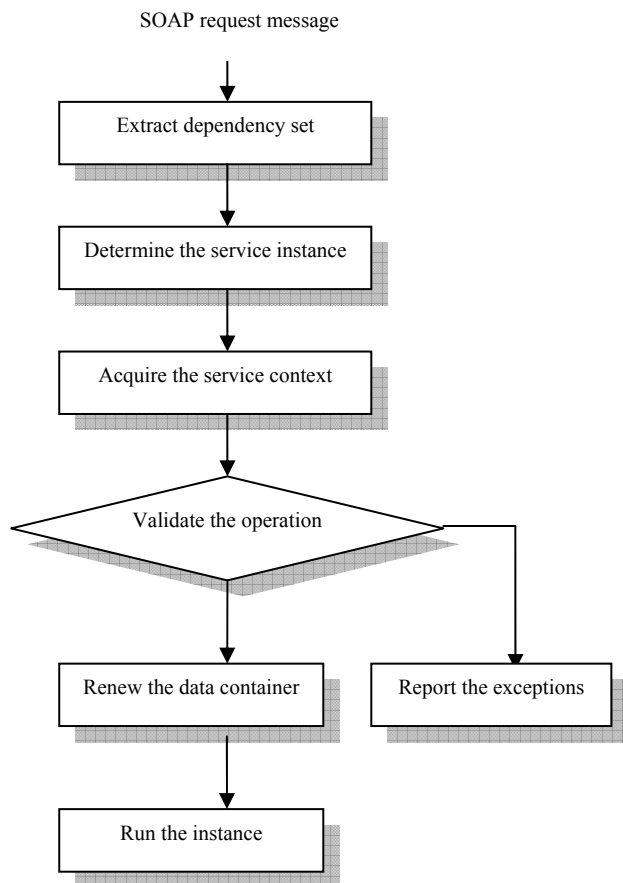 SOAP request message
Extract dependency set
Determine the service instance
Acquire the service context
Validate the operation
Renew the data container
Report the exceptions
Run the instance